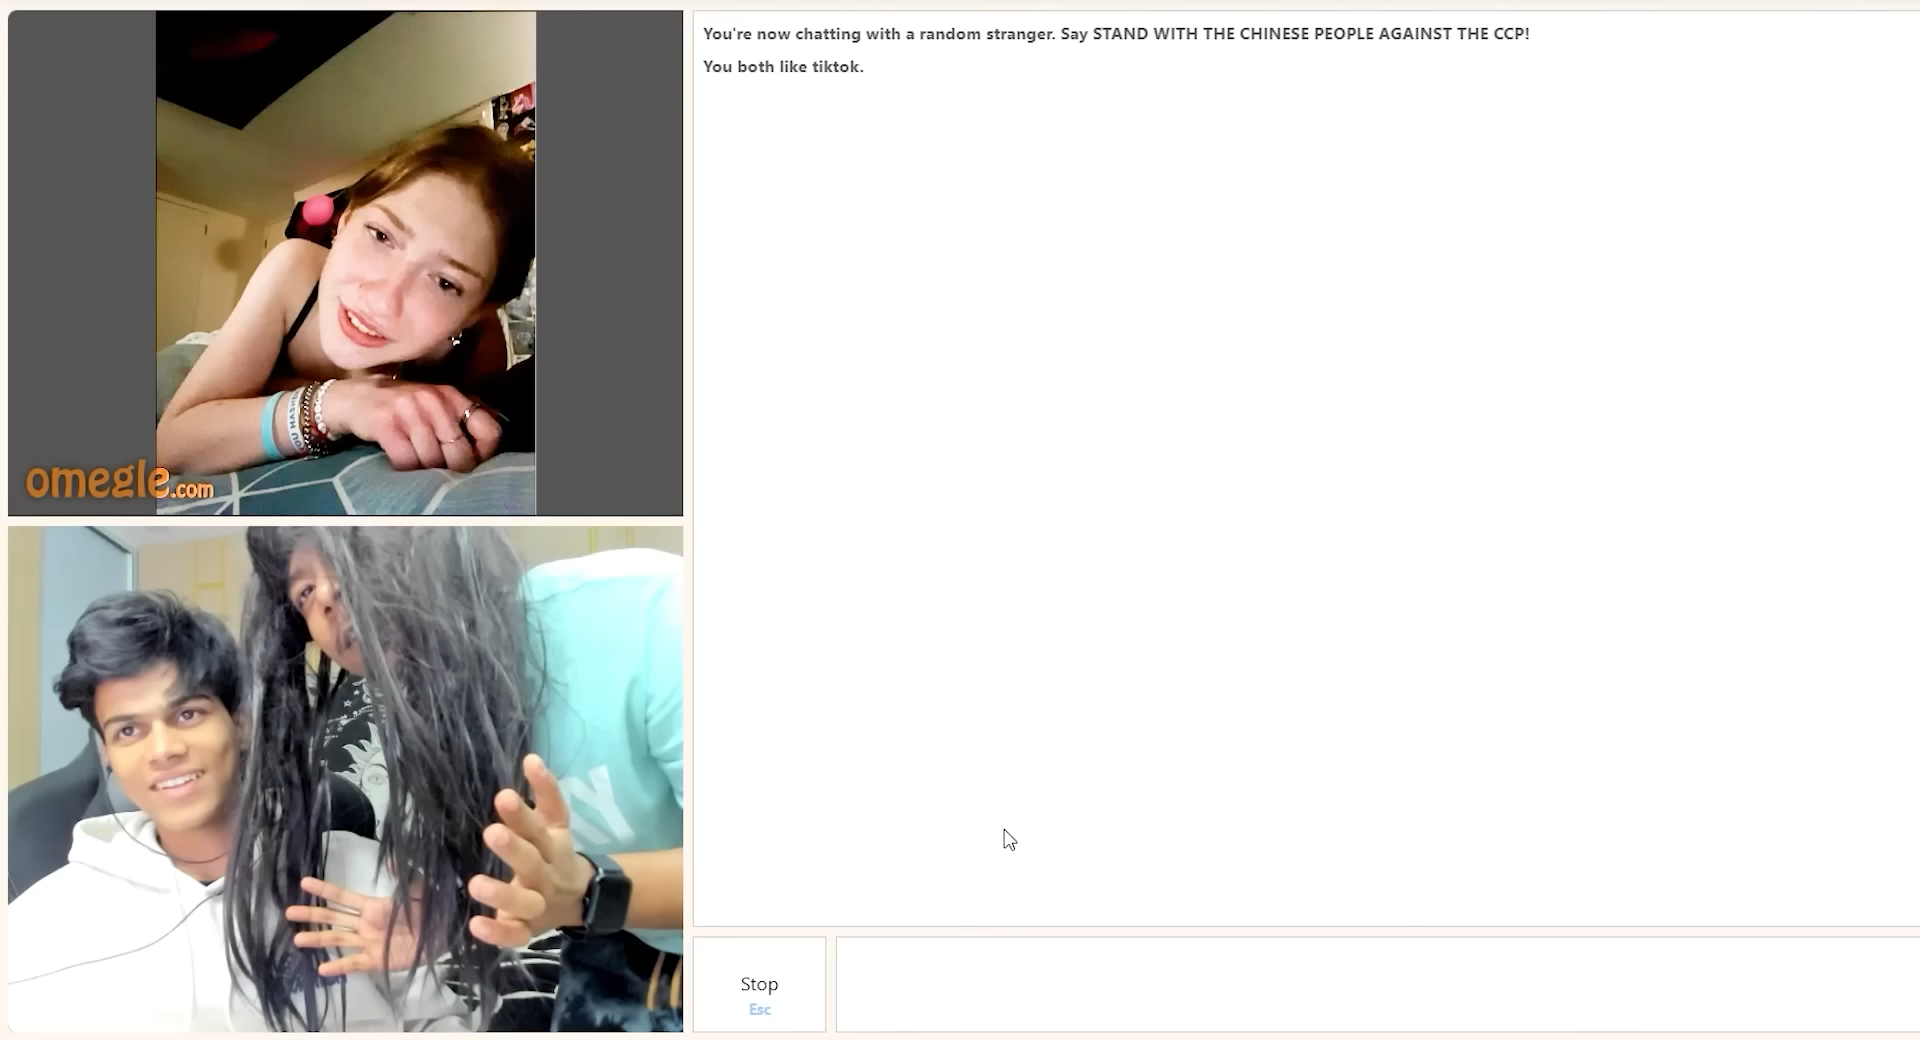 You're now chatting with a random stranger. Say STAND WITH THE CHINESE PEOPLE AGAINST THE CCP!
You both like tiktok.
omegle.com
Stop
Esc